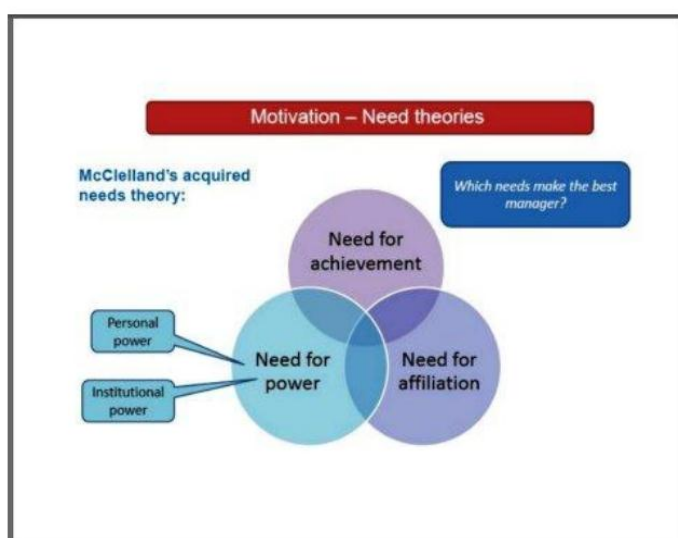 Motivation – Need theories
McClelland's acquired
needs theory:
Which needs make the best
manager?
Need for
achievement
Personal
power
Institutional
power
Need for
power
Need for
affiliation